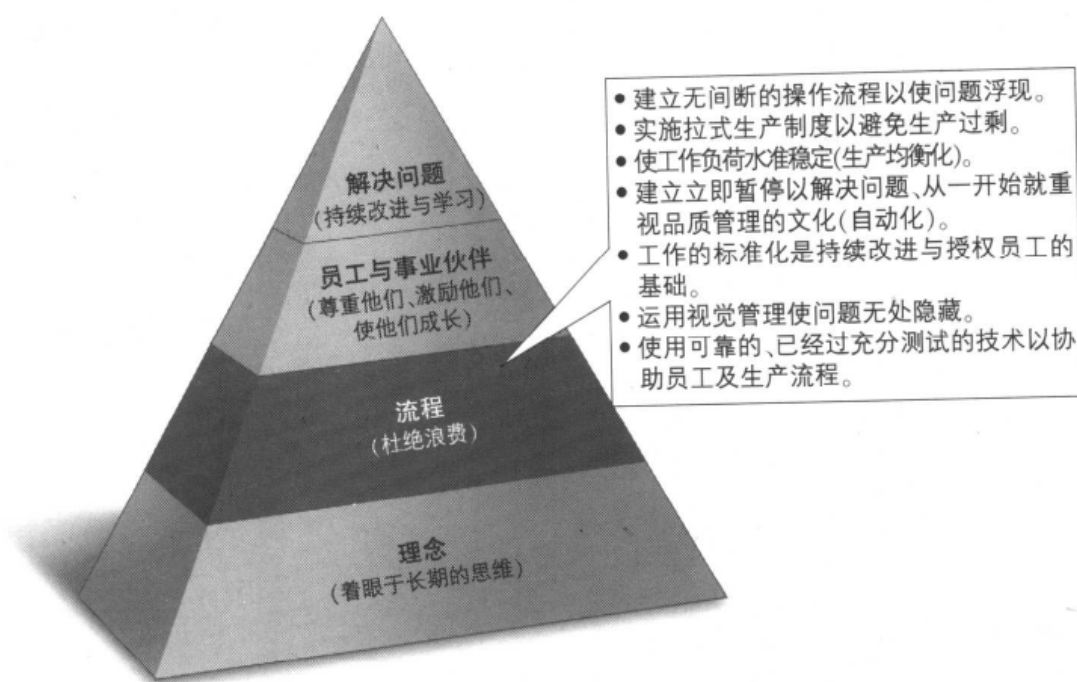 解决问题
(持续改进与学习)
员工与事业伙伴
(尊重他们、激励他们、
使他们成长)
流程
(杜绝浪费)
理念
(着眼于长期的思维)
• 建立无间断的操作流程以使问题浮现。
• 实施拉式生产制度以避免生产过剩。
• 使工作负荷水准稳定(生产均衡化)。
• 建立立即暂停以解决问题、从一开始就重
视品质管理的文化(自动化)。
• 工作的标准化是持续改进与授权员工的
基础。
• 运用视觉管理使问题无处隐藏。
• 使用可靠的、已经过充分测试的技术以协
助员工及生产流程。